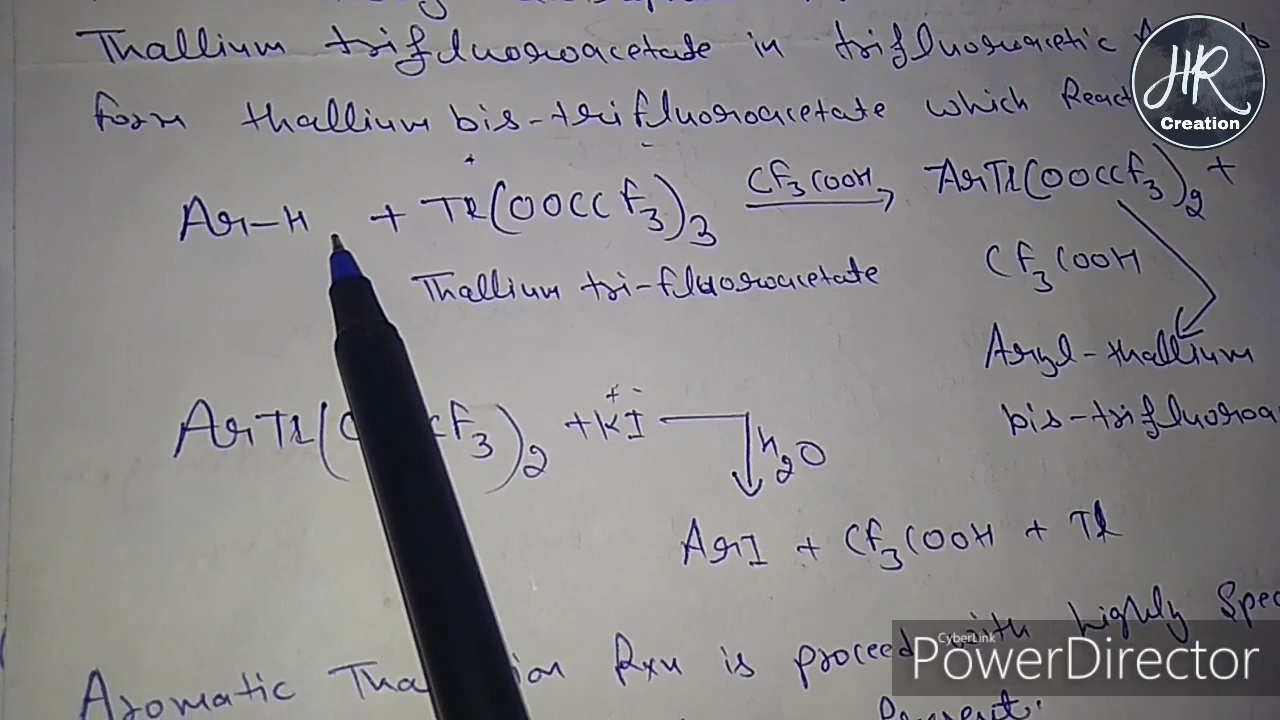 Thallium trifluoroacetate in trifluoroacetic
form thallium bis-trifluoroacetate which React
HR
Creation
Ar-H + Tl(OOCCF3)3 CF3COOH ArTl(OOCCF3)2 +
Thallium tri-fluoroacetate
CF3COOH
Aryl-thallium
bis-trifluoroa
ArTl( CF3)2 + KI
H2O
ArI + CF3COOH + Tl
Aromatic Rxn is proceed with highly Spec
CyberLink
PowerDirector